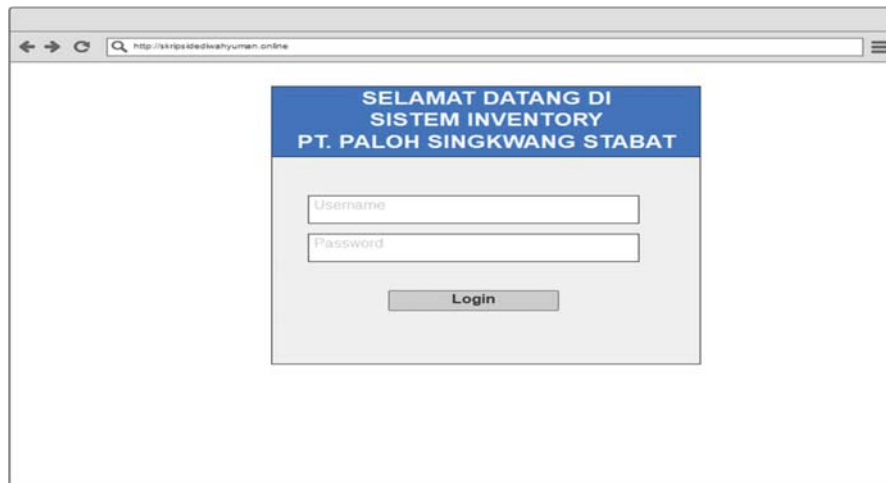 http://skripsidediwahyuman.online
SELAMAT DATANG DI
SISTEM INVENTORY
PT. PALOH SINGKWANG STABAT
Username
Password
Login